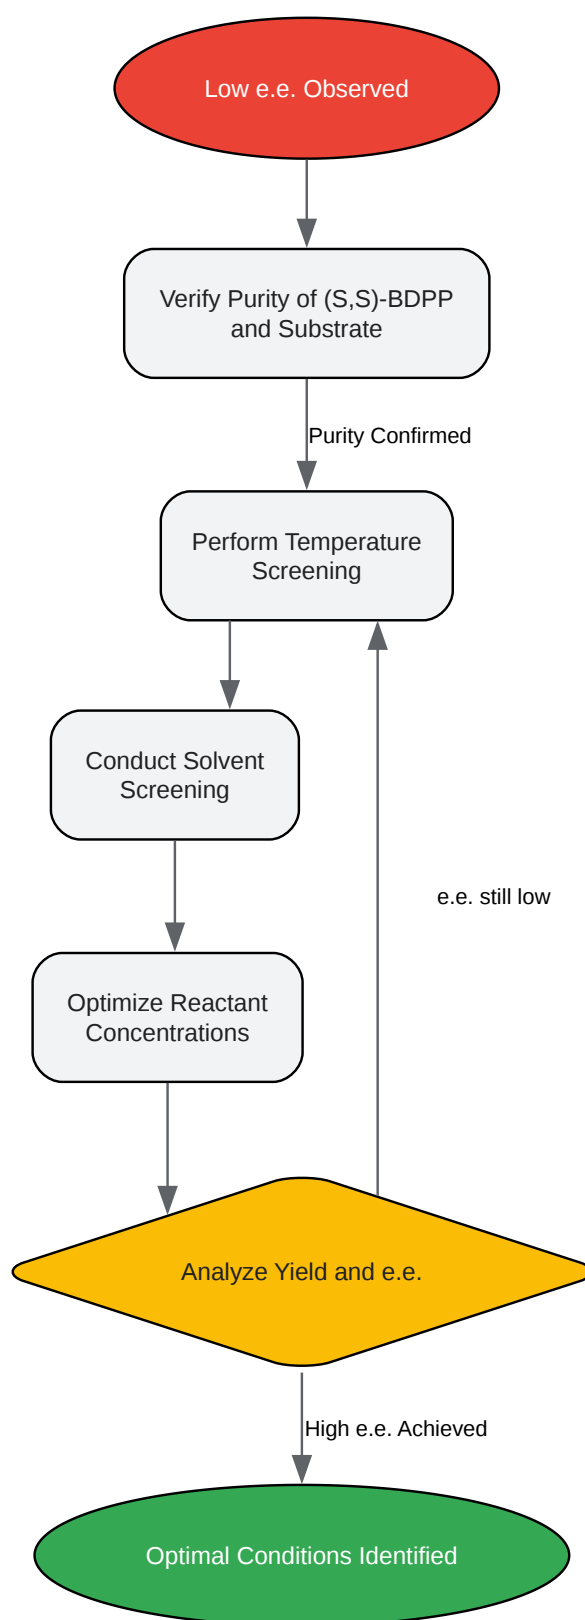 Low e.e. Observed
Verify Purity of (S,S)-BDPP
and Substrate
Purity Confirmed
Perform Temperature
Screening
Conduct Solvent
Screening
e.e. still low
Optimize Reactant
Concentrations
Analyze Yield and e.e.
High e.e. Achieved
Optimal Conditions Identified